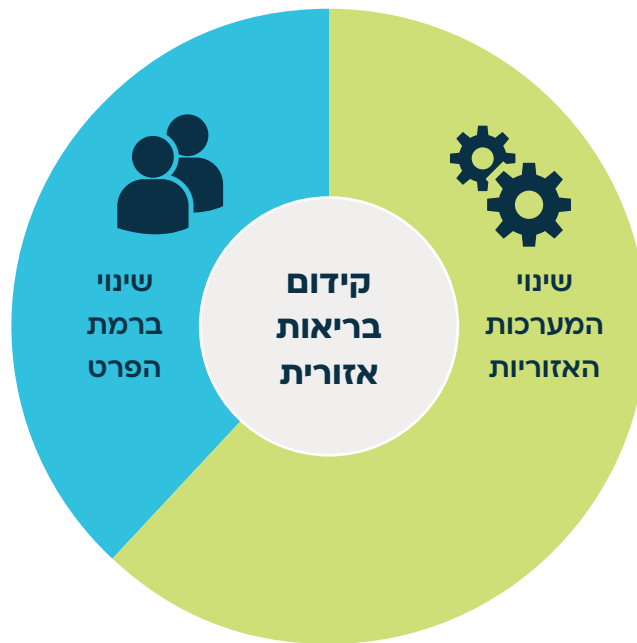 שינוי
המערכות
האזוריות
קידום
בריאות
אזורית
שינוי
ברמת
הפרט